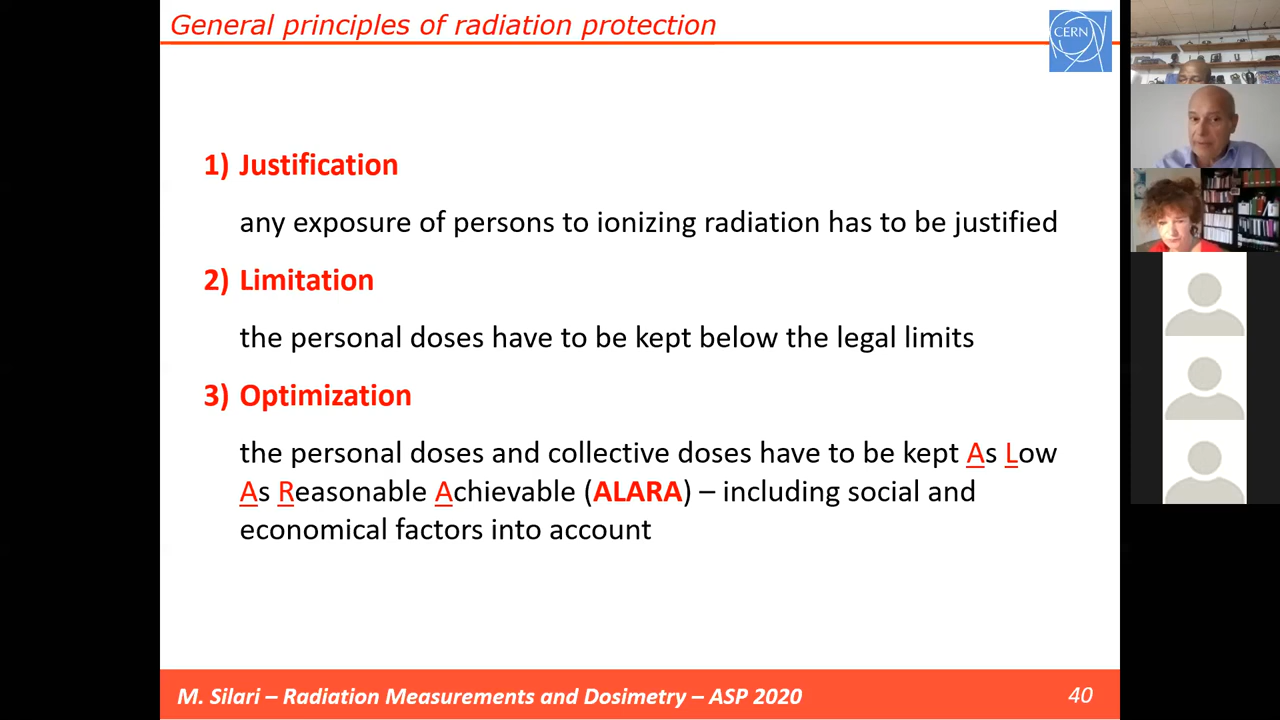 General principles of radiation protection
CERN
1) Justification
any exposure of persons to ionizing radiation has to be justified
2) Limitation
the personal doses have to be kept below the legal limits
3) Optimization
the personal doses and collective doses have to be kept As Low
As Reasonable Achievable (ALARA) – including social and
economical factors into account
M. Silari – Radiation Measurements and Dosimetry – ASP 2020
40